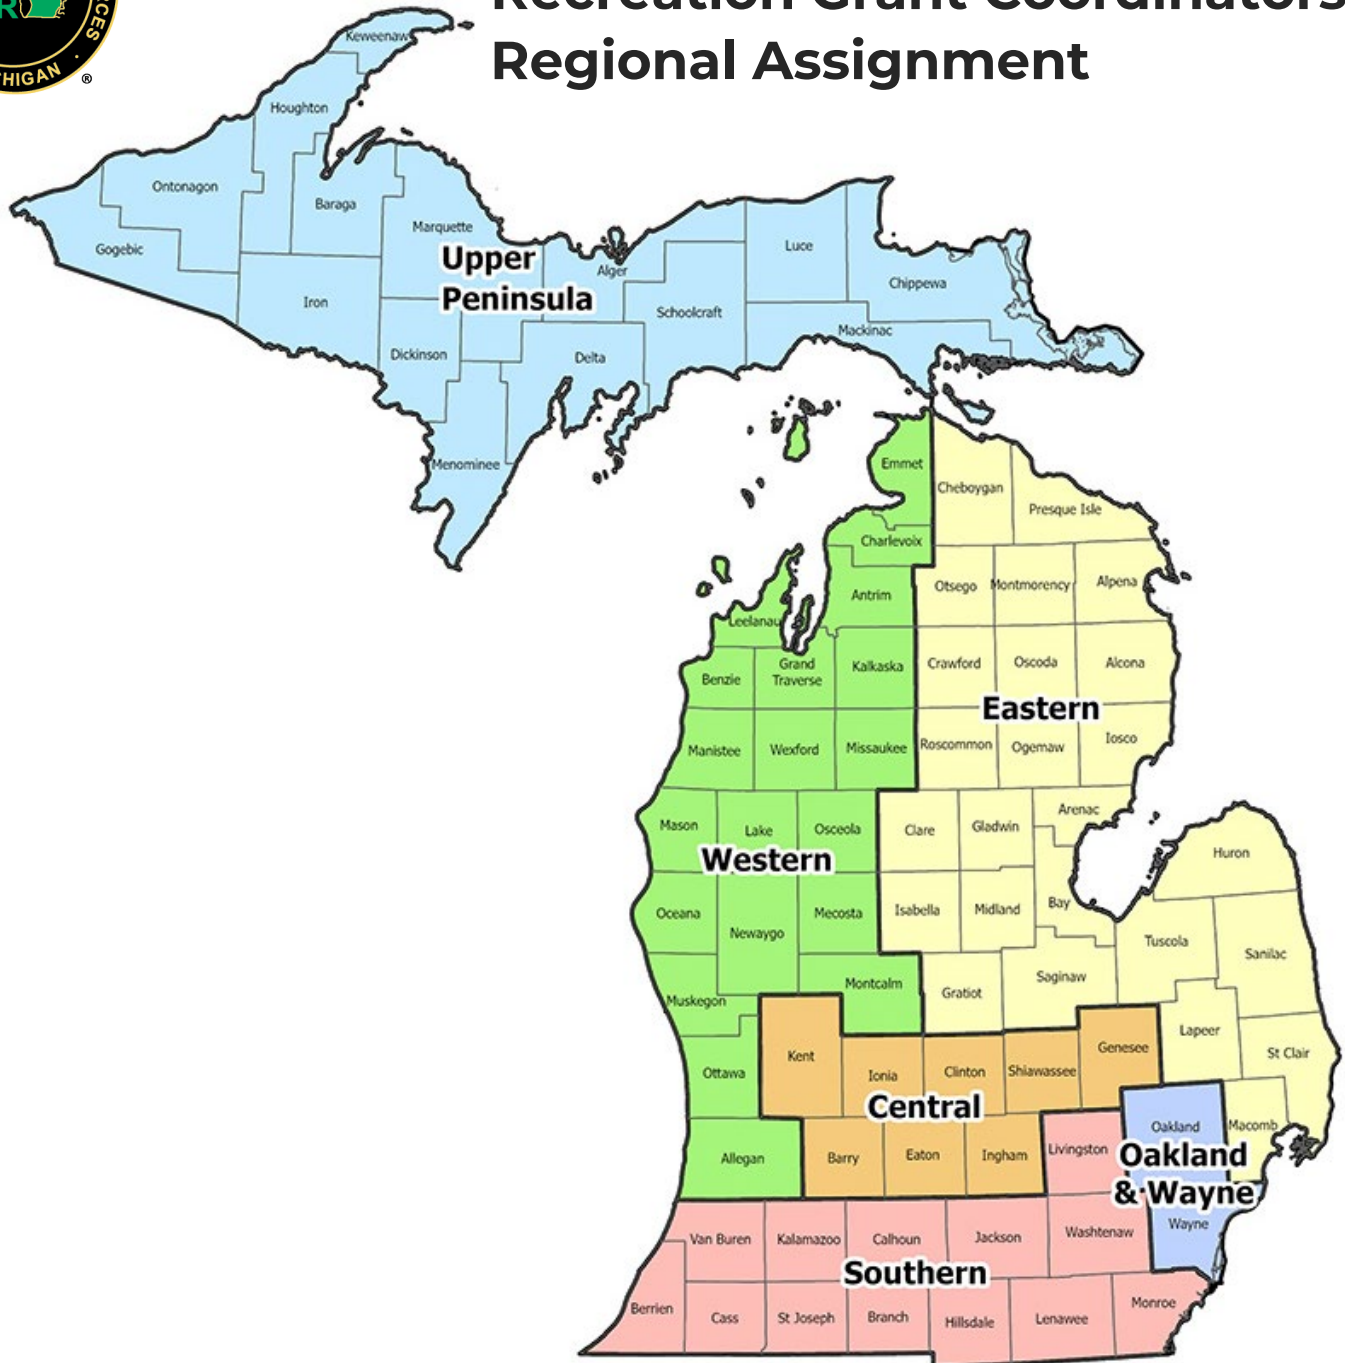 Recreation Grant Coordinators
Regional Assignment
R
CES
HIGAN
®
Keweenaw
Houghton
Ontonagon
Baraga
Marquette
Gogebic
Upper
Peninsula
Iron
Alger
Luce
Chippewa
Schoolcraft
Mackinac
Dickinson
Delta
Menominee
Emmet
Cheboygan
Presque Isle
Charlevoix
Antrim
Otsego
Montmorency
Alpena
Leelanau
Benzie
Grand
Traverse
Kalkaska
Crawford
Oscoda
Alcona
Eastern
Manistee
Wexford
Missaukee
Roscommon
Ogemaw
Iosco
Mason
Lake
Osceola
Clare
Gladwin
Arenac
Western
Huron
Oceana
Newaygo
Mecosta
Isabella
Midland
Bay
Tuscola
Sanilac
Muskegon
Montcalm
Gratiot
Saginaw
Lapeer
St Clair
Kent
Ionia
Clinton
Shiawassee
Genesee
Ottawa
Central
Allegan
Barry
Eaton
Ingham
Livingston
Oakland
Macomb
Oakland
& Wayne
Wayne
Van Buren
Kalamazoo
Calhoun
Jackson
Washtenaw
Southern
Berrien
Cass
St Joseph
Branch
Hillsdale
Lenawee
Monroe